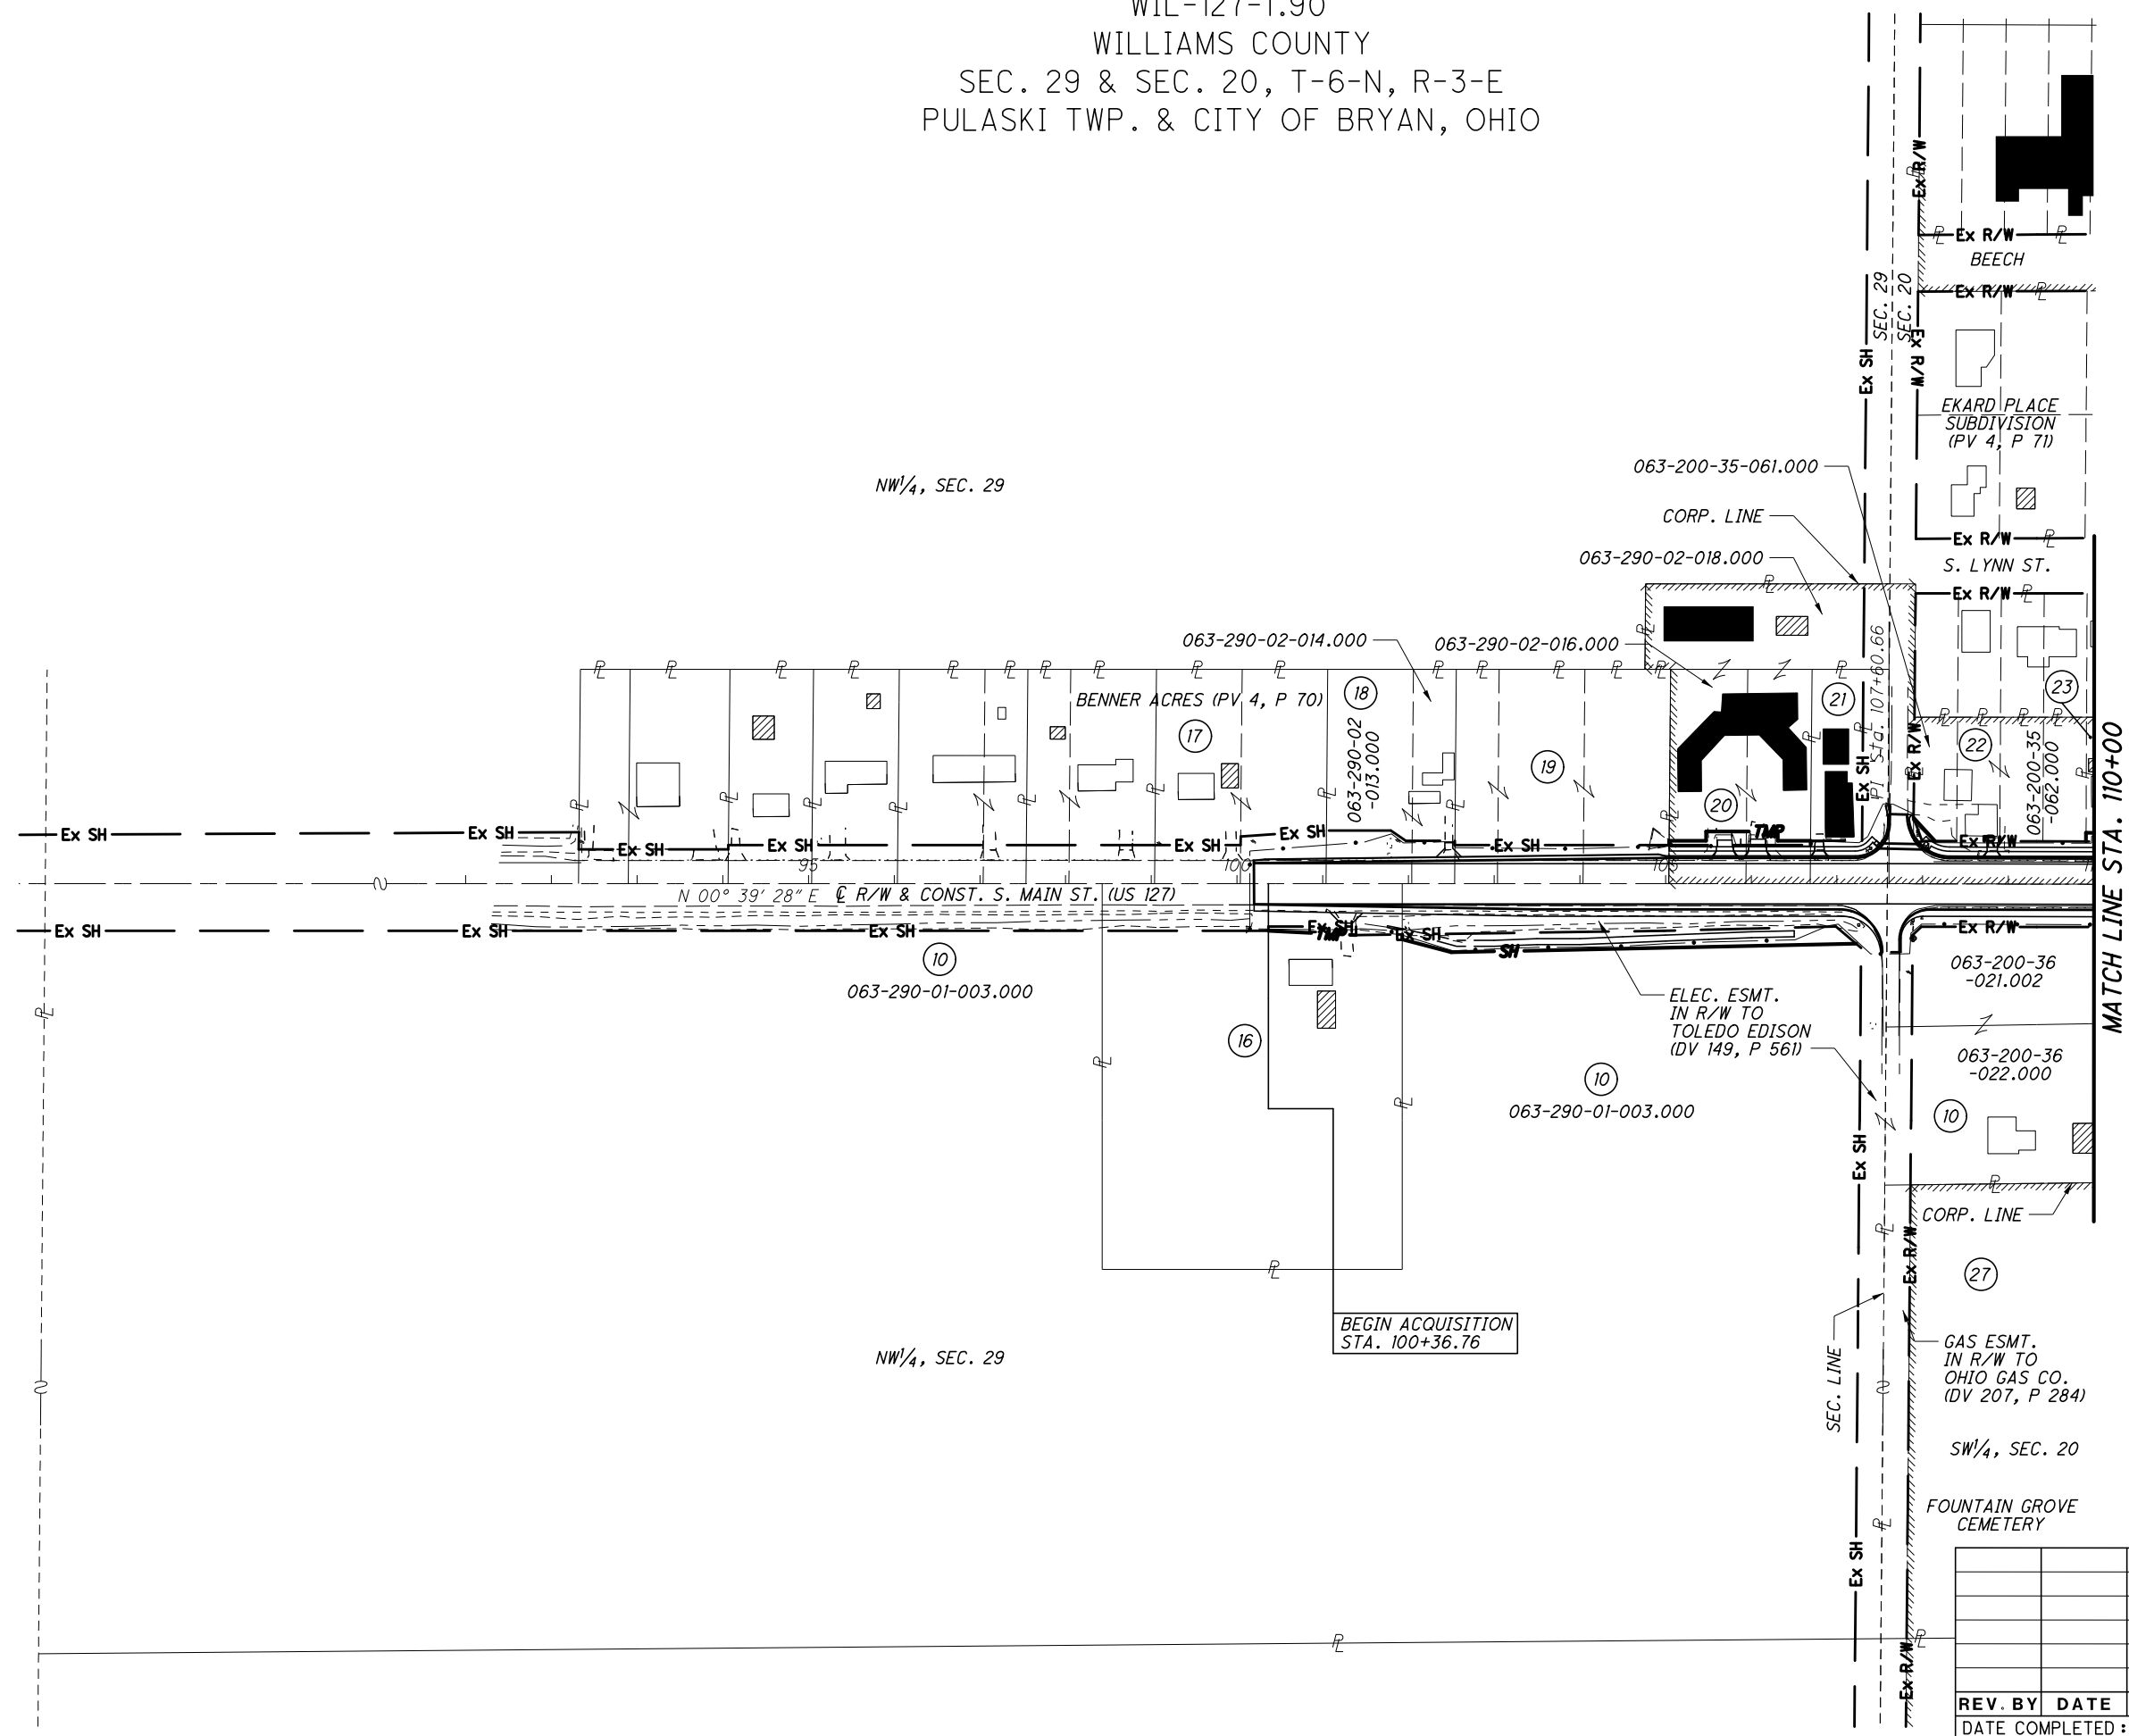 WIL-127-1.90
WILLIAMS COUNTY
SEC. 29 & SEC. 20, T-6-N, R-3-E
PULASKI TWP. & CITY OF BRYAN, OHIO
Ex R/W
Ex R/W
BEECH
Ex R/W
SEC. 29
SEC. 20
Ex R/W
Ex SH
EKARD PLACE
SUBDIVISION
(PV 4, P 71)
063-200-35-061.000
NW1/4, SEC. 29
CORP. LINE
Ex R/W
063-290-02-018.000
S. LYNN ST.
Ex R/W
063-290-02-014.000
063-290-02-016.000
PI Sta. 107+60.66
BENNER ACRES (PV 4, P 70)
18
21
23
17
063-290-02
-013.000
19
22
063-200-35
-062.000
20
MATCH LINE STA. 110+00
Ex SH
Ex R/W
Ex SH
Ex SH
Ex SH
Ex SH
Ex SH
Ex SH
Ex SH
TMP
Ex R/W
95
100
105
N 00° 39' 28" E
℄ R/W & CONST. S. MAIN ST. (US 127)
Ex SH
Ex SH
Ex SH
Ex SH
TMP
Ex SH
SH
Ex R/W
10
063-290-01-003.000
063-200-36
-021.002
ELEC. ESMT.
IN R/W TO
TOLEDO EDISON
(DV 149, P 561)
16
063-200-36
-022.000
10
063-290-01-003.000
10
Ex SH
CORP. LINE
Ex R/W
27
BEGIN ACQUISITION
STA. 100+36.76
NW1/4, SEC. 29
SEC. LINE
GAS ESMT.
IN R/W TO
OHIO GAS CO.
(DV 207, P 284)
SW1/4, SEC. 20
FOUNTAIN GROVE
CEMETERY
Ex SH
Ex R/W
REV. BY DATE
DATE COMPLETED: